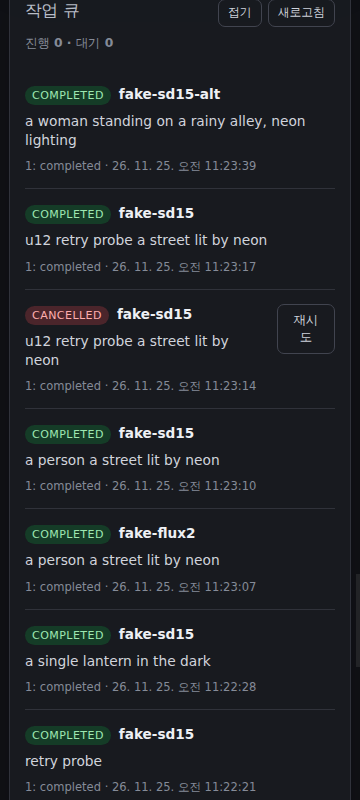 작업 큐
접기
새로고침
진행 0 · 대기 0
COMPLETED fake-sd15-alt
a woman standing on a rainy alley, neon
lighting
1: completed · 26. 11. 25. 오전 11:23:39
COMPLETED fake-sd15
u12 retry probe a street lit by neon
1: completed · 26. 11. 25. 오전 11:23:17
CANCELLED fake-sd15
재시
도
u12 retry probe a street lit by
neon
1: completed · 26. 11. 25. 오전 11:23:14
COMPLETED fake-sd15
a person a street lit by neon
1: completed · 26. 11. 25. 오전 11:23:10
COMPLETED fake-flux2
a person a street lit by neon
1: completed · 26. 11. 25. 오전 11:23:07
COMPLETED fake-sd15
a single lantern in the dark
1: completed · 26. 11. 25. 오전 11:22:28
COMPLETED fake-sd15
retry probe
1: completed · 26. 11. 25. 오전 11:22:21